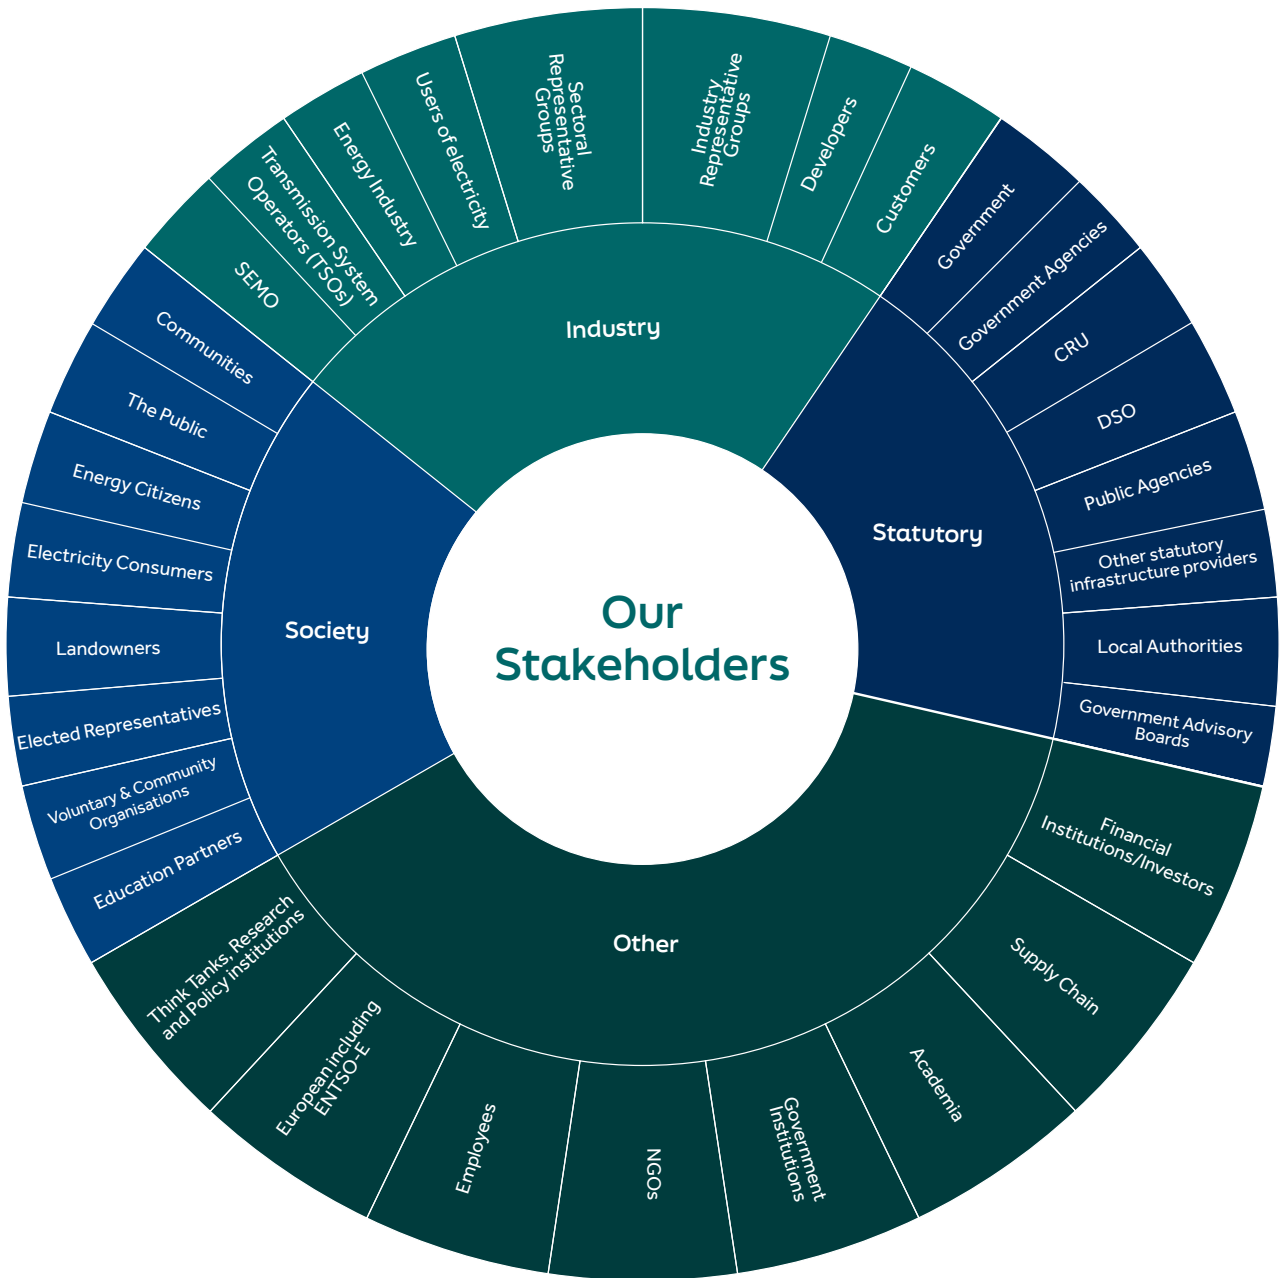 Our
Stakeholders
Industry
SEMO
Transmission System
Operators (TSOs)
Energy Industry
Users of electricity
Sectoral
Representative
Groups
Industry
Representative
Groups
Developers
Customers
Statutory
Government
Government Agencies
CRU
DSO
Public Agencies
Other statutory
infrastructure providers
Local Authorities
Government Advisory
Boards
Other
Financial
Institutions/Investors
Supply Chain
Academia
Government
Institutions
NGOs
Employees
European including
ENTSO-E
Think Tanks, Research
and Policy institutions
Society
Education Partners
Voluntary & Community
Organisations
Elected Representatives
Landowners
Electricity Consumers
Energy Citizens
The Public
Communities